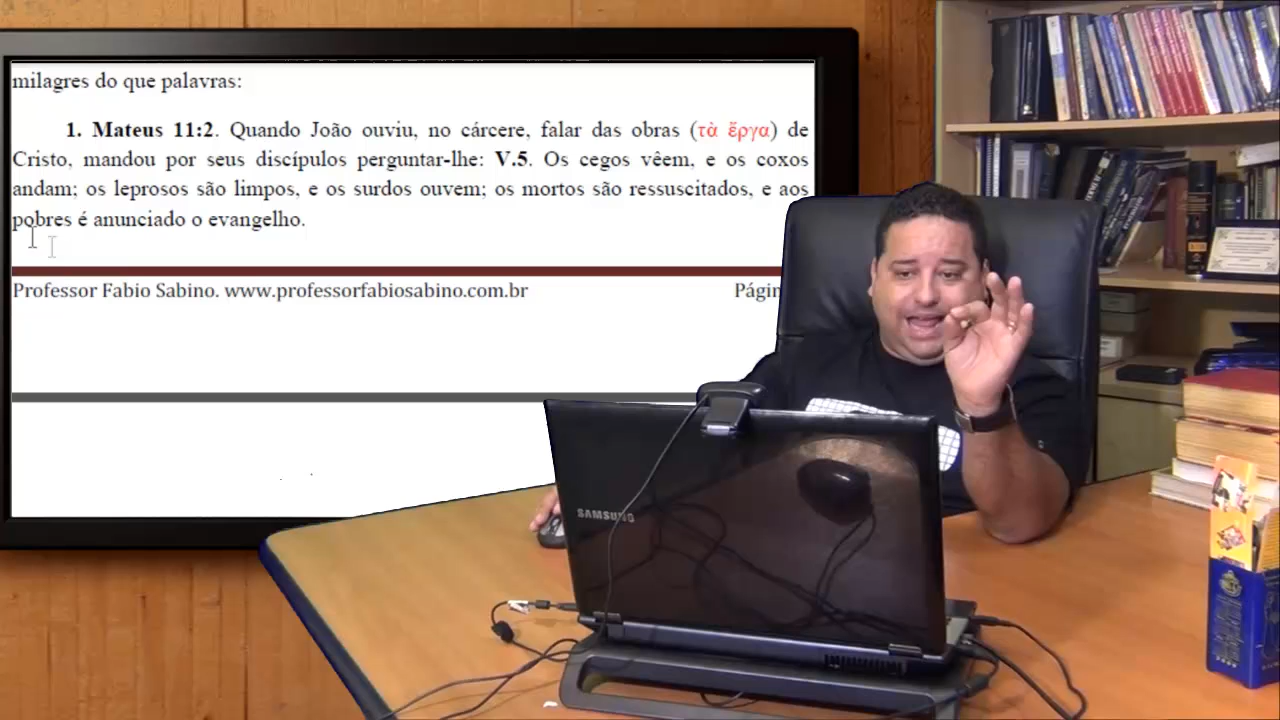 milagres do que palavras:
1. Mateus 11:2. Quando João ouviu, no cárcere, falar das obras (τὰ ἔργα) de
Cristo, mandou por seus discípulos perguntar-lhe: V.5. Os cegos vêem, e os coxos
andam; os leprosos são limpos, e os surdos ouvem; os mortos são ressuscitados, e aos
pobres é anunciado o evangelho.
Professor Fabio Sabino. www.professorfabiosabino.com.br
Págin
SAMSUNG